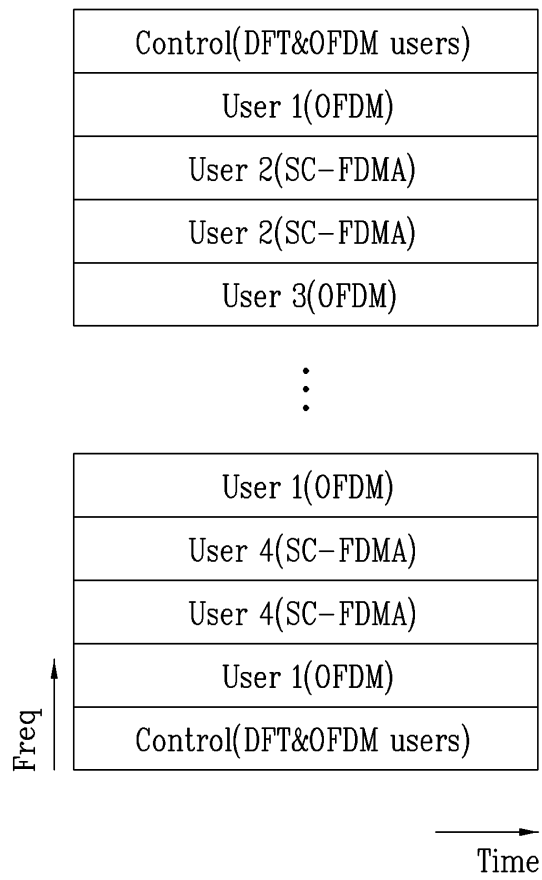 Control(DFT&OFDM users)
User 1(OFDM)
User 2(SC-FDMA)
User 2(SC-FDMA)
User 3(OFDM)
User 1(OFDM)
User 4(SC-FDMA)
User 4(SC-FDMA)
User 1(OFDM)
Control(DFT&OFDM users)
Freq
Time